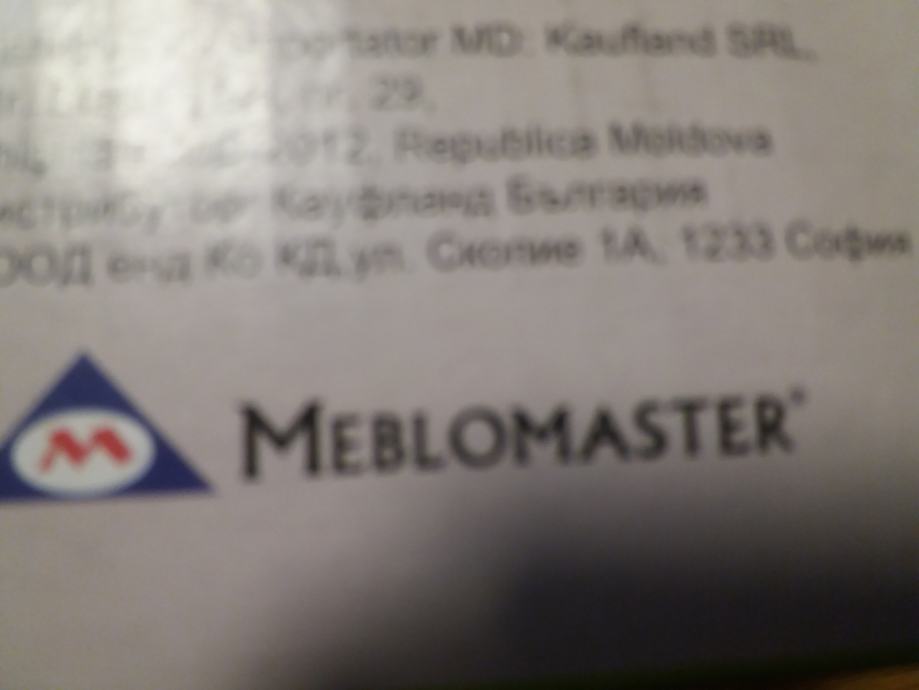 MD: Kaufland SRL,
29,
2012, Republica Moldova
Кауфланд България
ООД енд Ко КД,ул. Скопие 1А, 1233 София
M MEBLOMASTER®